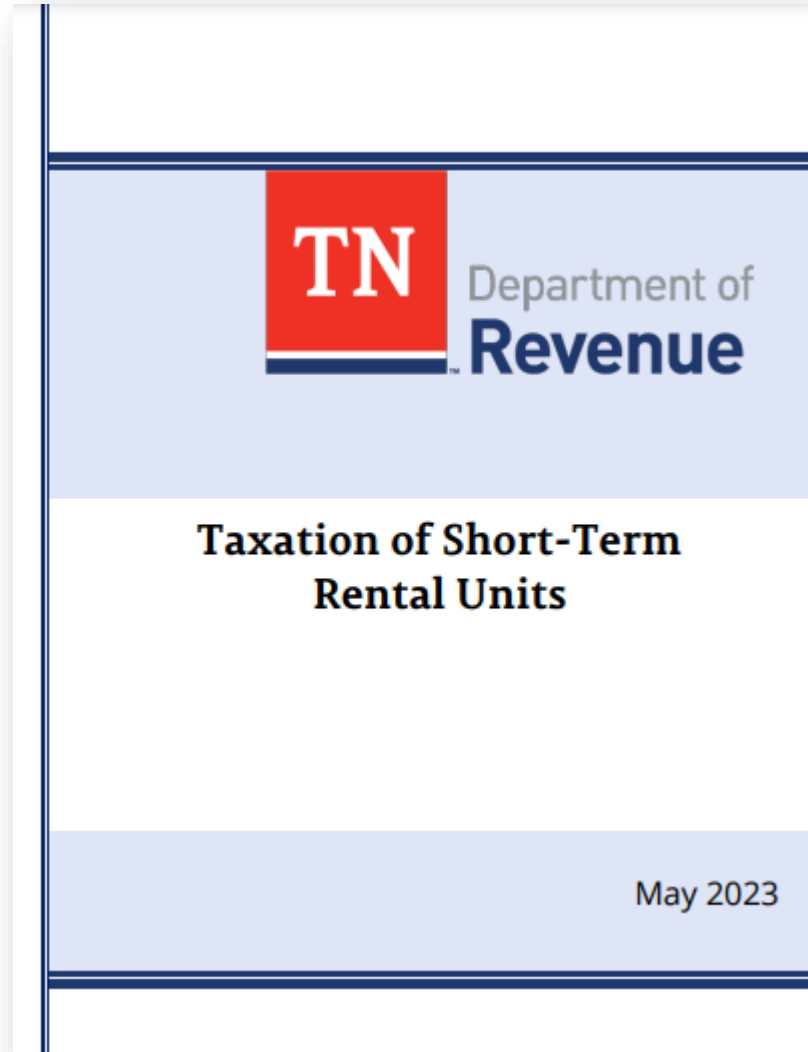 TN
Department of
Revenue
Taxation of Short-Term
Rental Units
May 2023